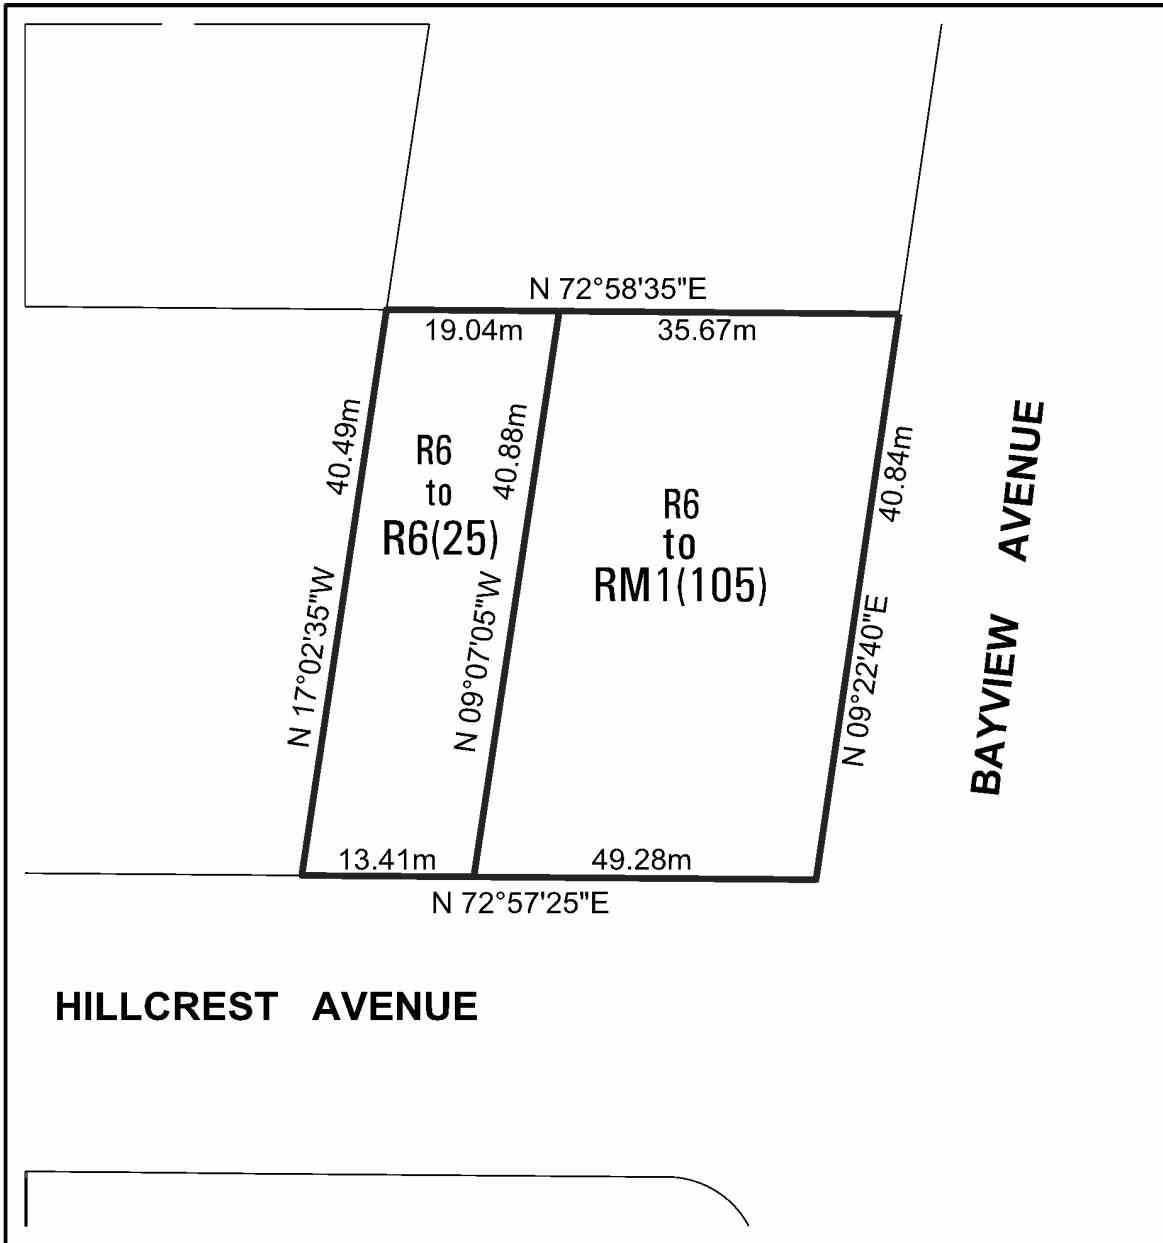 N 72°58'35"E
19.04m
35.67m
40.49m
N 17°02'35"W
R6
to
R6(25)
40.88m
N 09°07'05"W
R6
to
RM1(105)
40.84m
N 09°22'40"E
BAYVIEW AVENUE
13.41m
49.28m
N 72°57'25"E
HILLCREST AVENUE